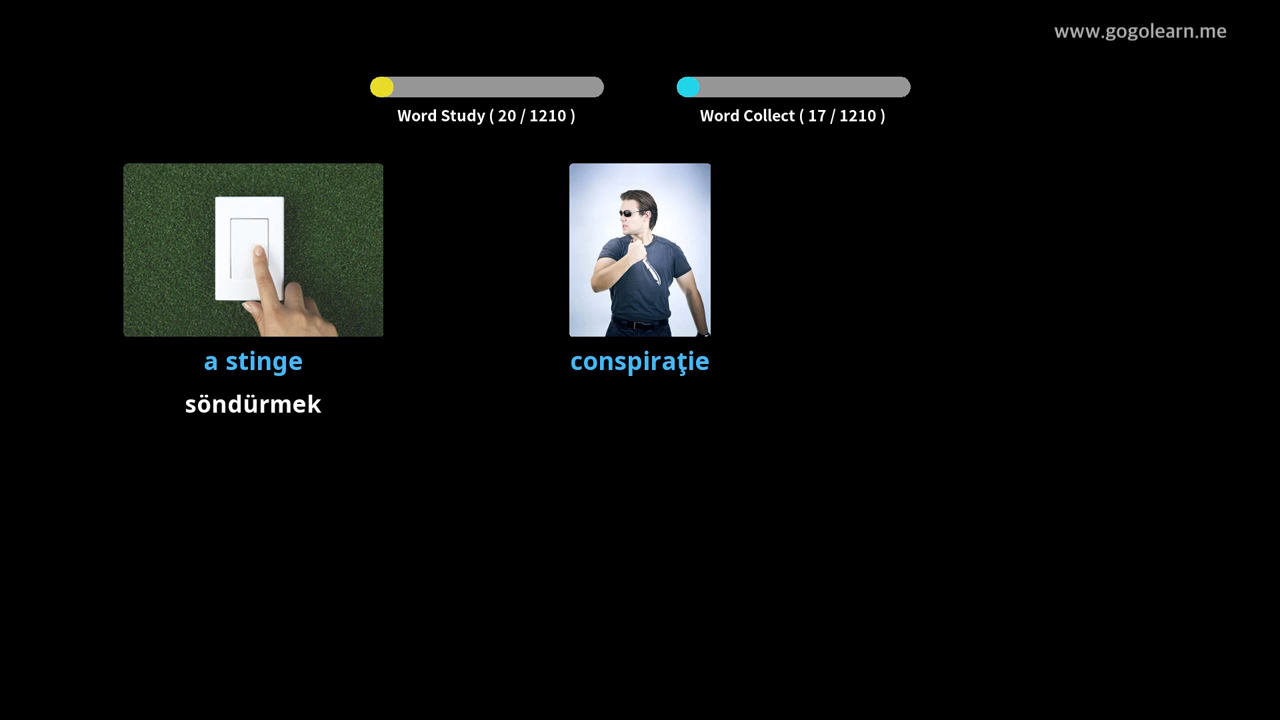 www.gogolearn.me
Word Study ( 20 / 1210 )
Word Collect ( 17 / 1210 )
a stinge
söndürmek
conspiraţie